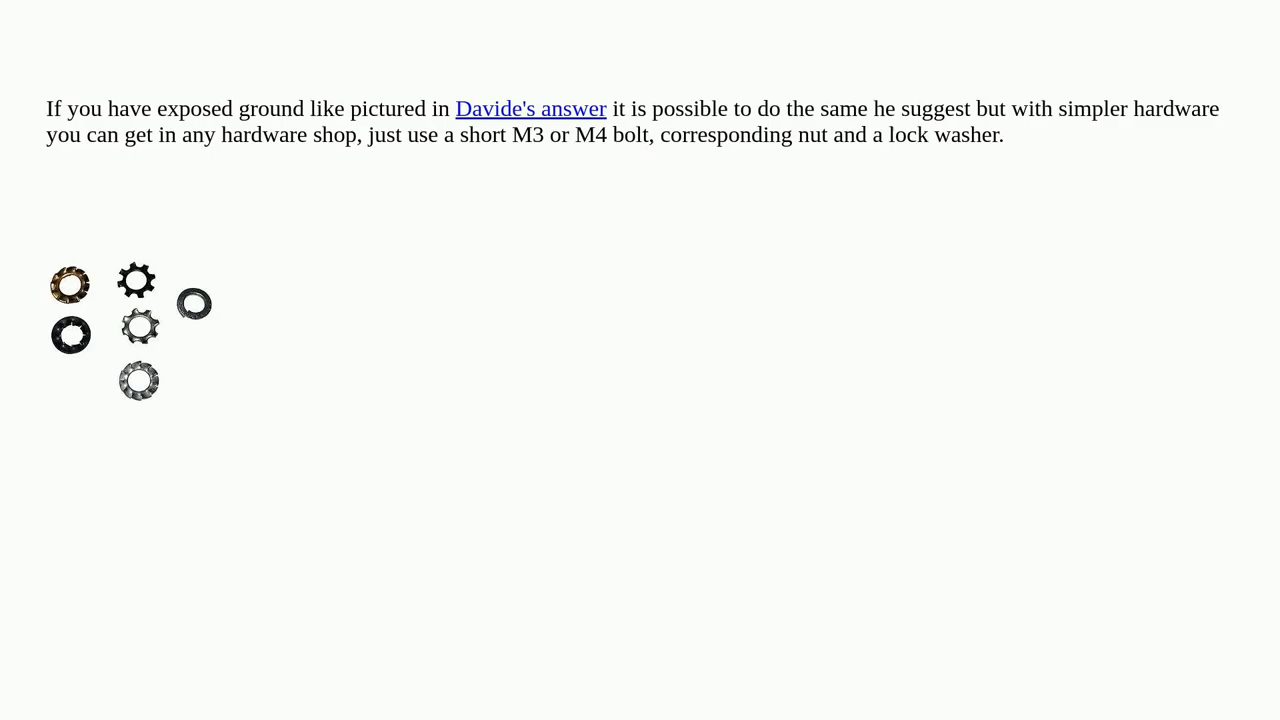 If you have exposed ground like pictured in Davide's answer it is possible to do the same he suggest but with simpler hardware
you can get in any hardware shop, just use a short M3 or M4 bolt, corresponding nut and a lock washer.